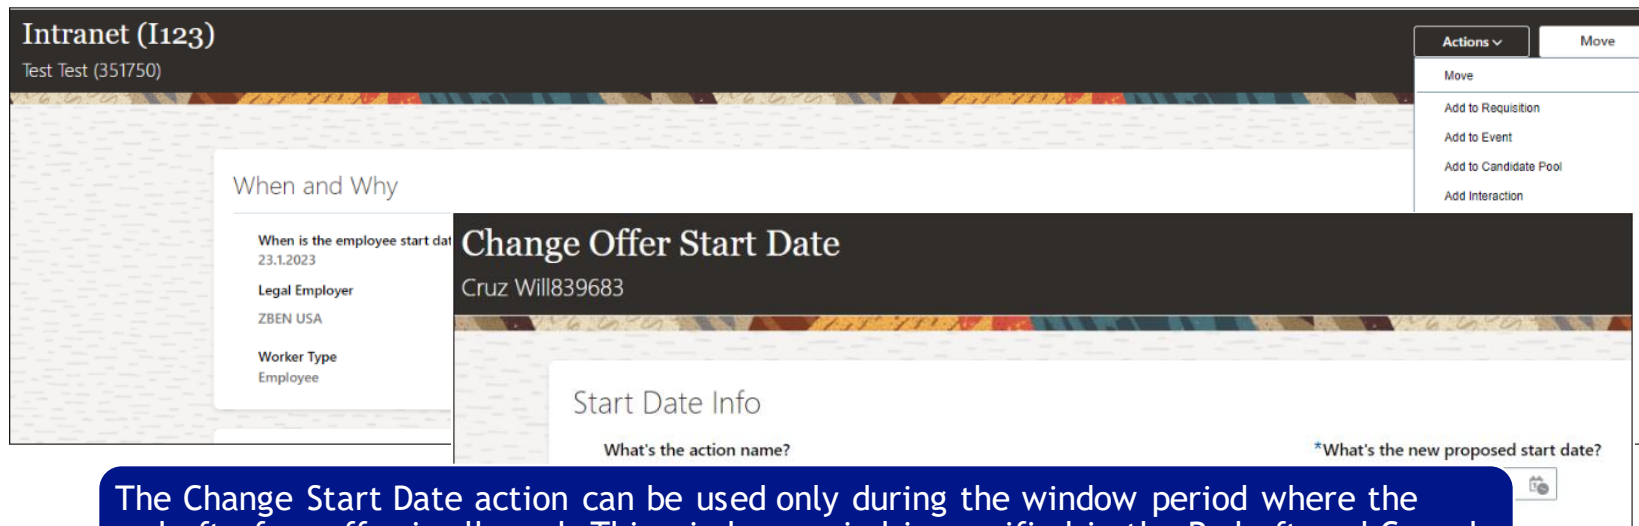 Intranet (I123)
Test Test (351750)
Actions
Move
Move
Add to Requisition
Add to Event
Add to Candidate Pool
Add Interaction
When and Why
When is the employee start dat
23.1.2023
Legal Employer
ZBEN USA
Worker Type
Employee
Change Offer Start Date
Cruz Will839683
Start Date Info
What's the action name?
*What's the new proposed start date?
The Change Start Date action can be used only during the window period where the